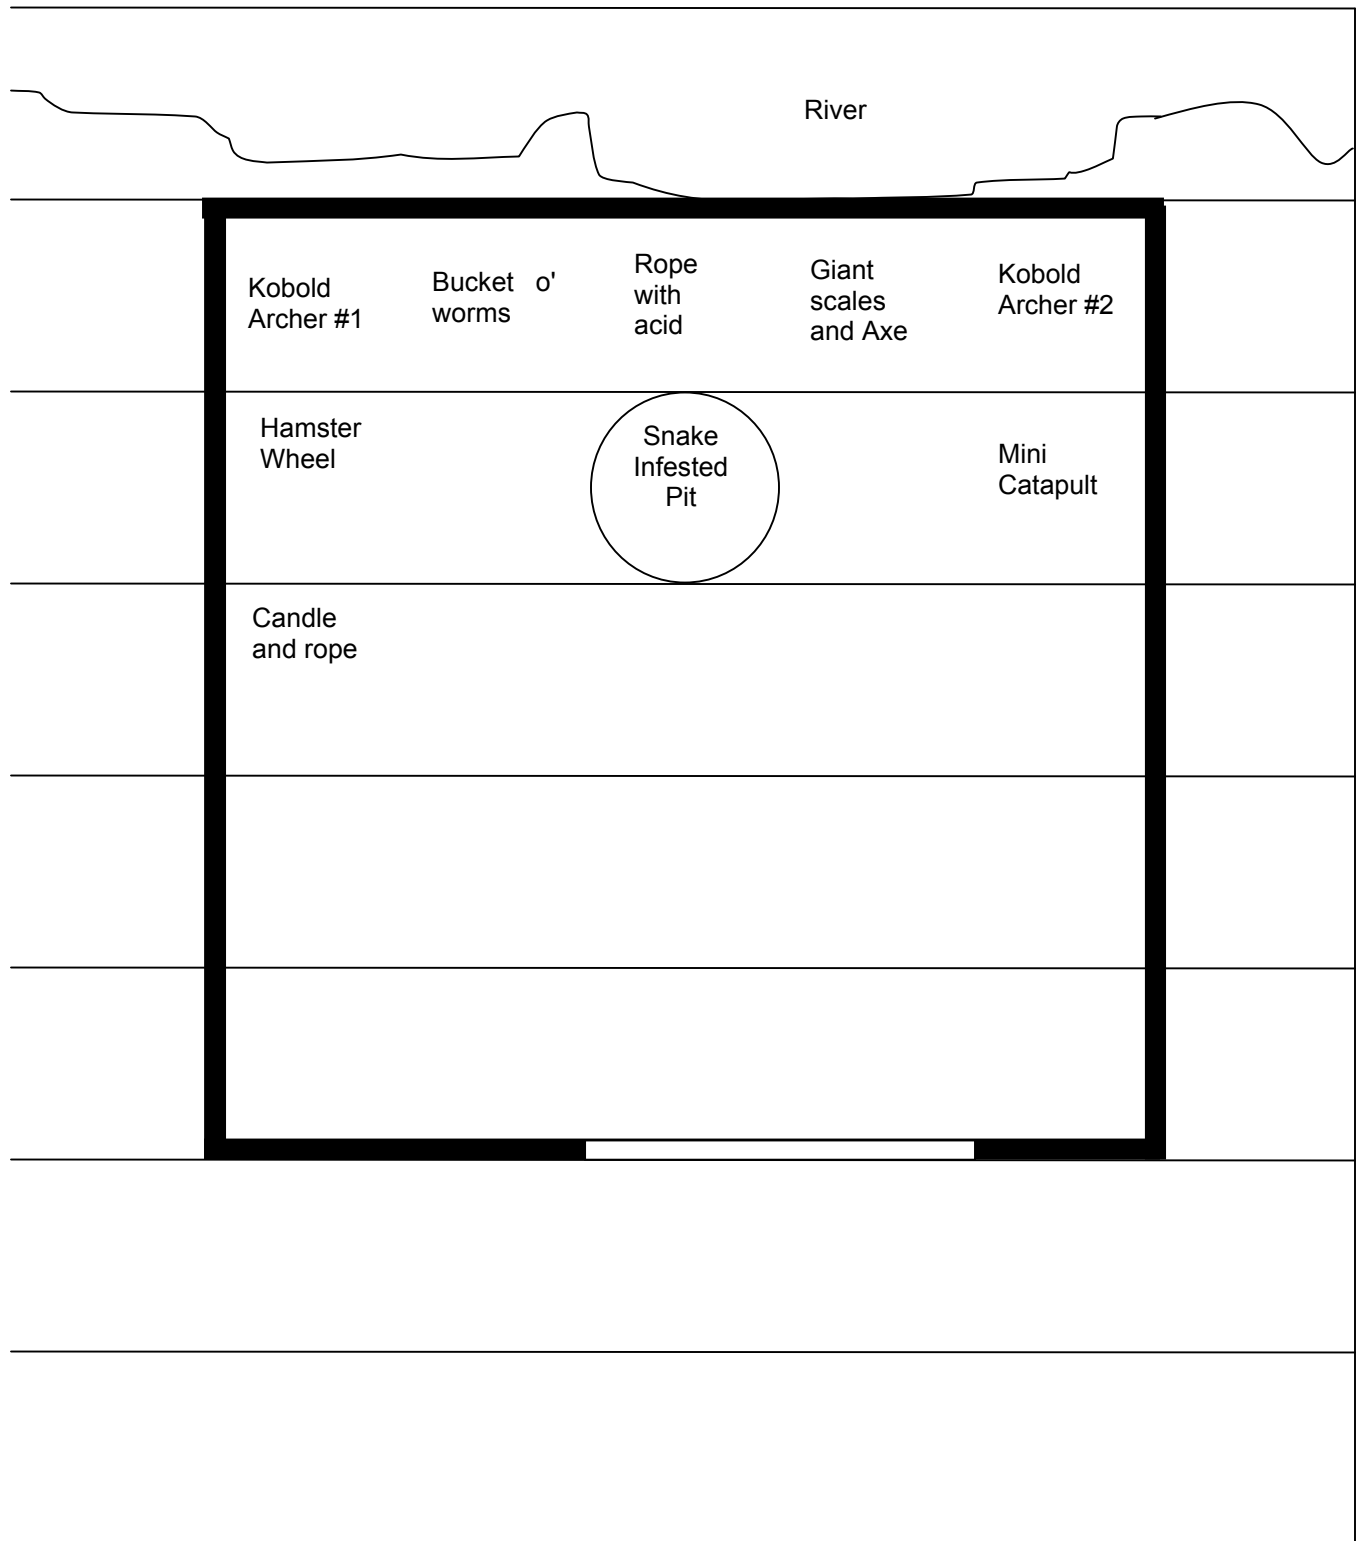 River
Kobold
Archer #1
Bucket o'
worms
Rope
with
acid
Giant
scales
and Axe
Kobold
Archer #2
Hamster
Wheel
Snake
Infested
Pit
Mini
Catapult
Candle
and rope